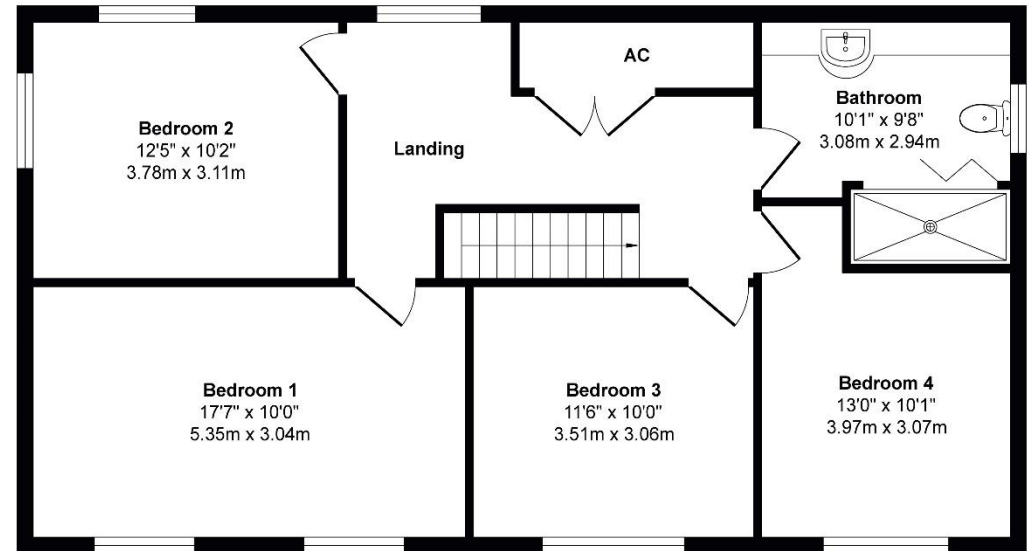 AC
Bathroom
10'1" x 9'8"
3.08m x 2.94m
Bedroom 2
12'5" x 10'2"
3.78m x 3.11m
Landing
Bedroom 1
17'7" x 10'0"
5.35m x 3.04m
Bedroom 3
11'6" x 10'0"
3.51m x 3.06m
Bedroom 4
13'0" x 10'1"
3.97m x 3.07m